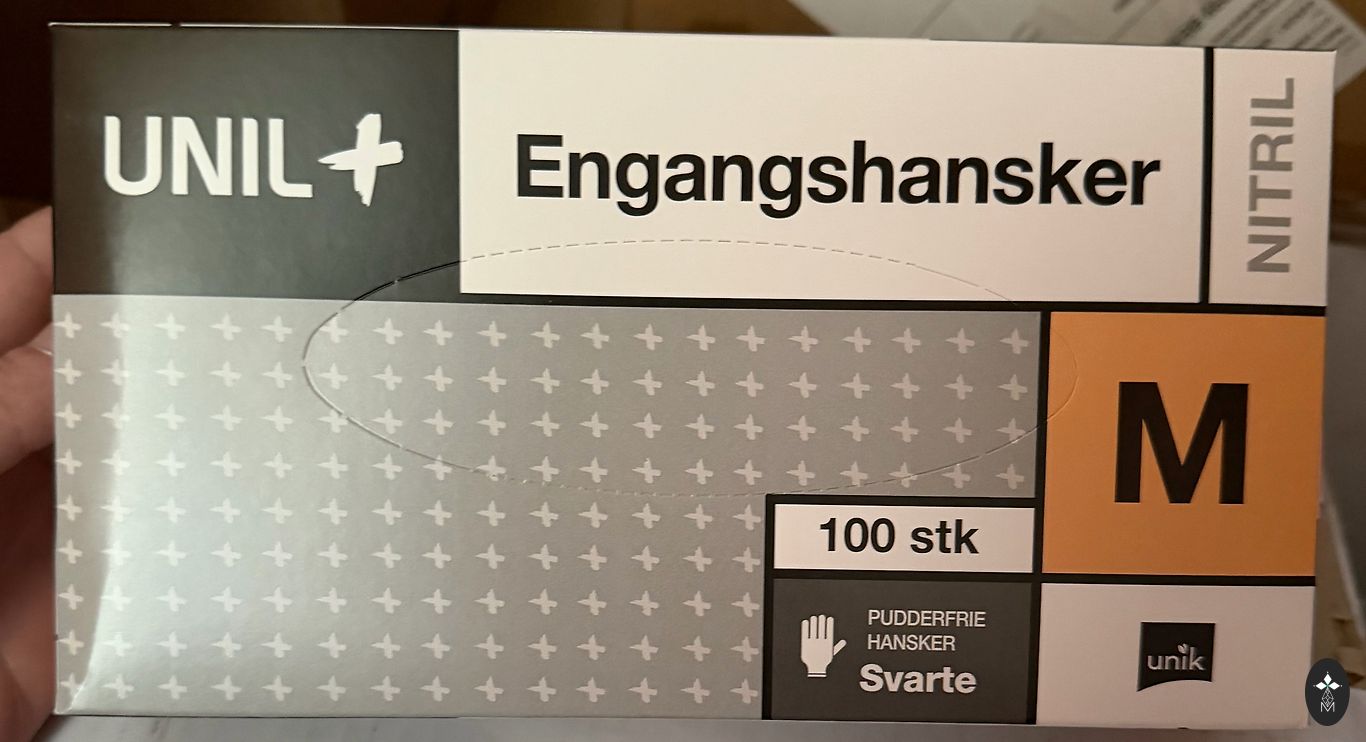 UNIL+
Engangshansker
NITRIL
M
100 stk
PUDDERFRIE
HANSKER
Svarte
unik
M